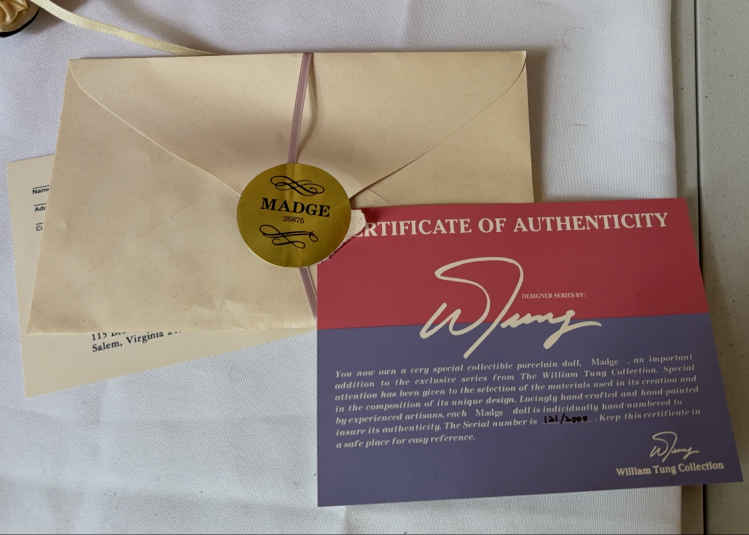 Name
MADGE
Salem, Virginia
CERTIFICATE OF AUTHENTICITY
DESIGNER SERIES BY:
W Tung
You now own a very special collectible porcelain doll, Madge , an important
addition to the exclusive series from The William Tung Collection. Special
attention has been given to the selection of the materials used in its creation and
in the composition of its unique design. Lovingly hand crafted and hand painted
by experienced artisans, each Madge doll is individually hand numbered to
insure its authenticity. The Serial number is 121/2000 . Keep this certificate in
a safe place for easy reference.
W Tung
William Tung Collection